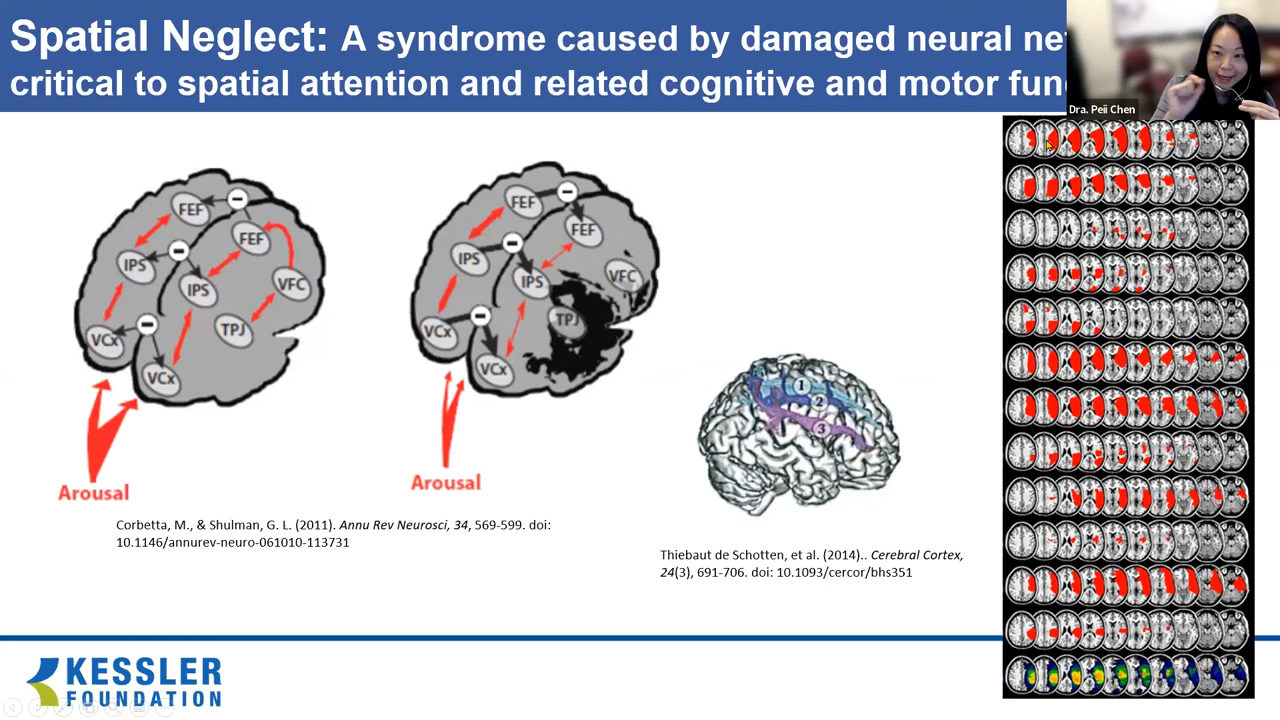 Spatial Neglect: A syndrome caused by damaged neural ne
critical to spatial attention and related cognitive and motor fun
Dra. Peii Chen
FEF
FEF
IPS
IPS
VFC
VCx
TPJ
VCx
Arousal
FEF
FEF
IPS
IPS
VFC
VCx
TPJ
VCx
Arousal
1
2
3
Corbetta, M., & Shulman, G. L. (2011). Annu Rev Neurosci, 34, 569-599. doi:
10.1146/annurev-neuro-061010-113731
Thiebaut de Schotten, et al. (2014).. Cerebral Cortex,
24(3), 691-706. doi: 10.1093/cercor/bhs351
KESSLER
FOUNDATION